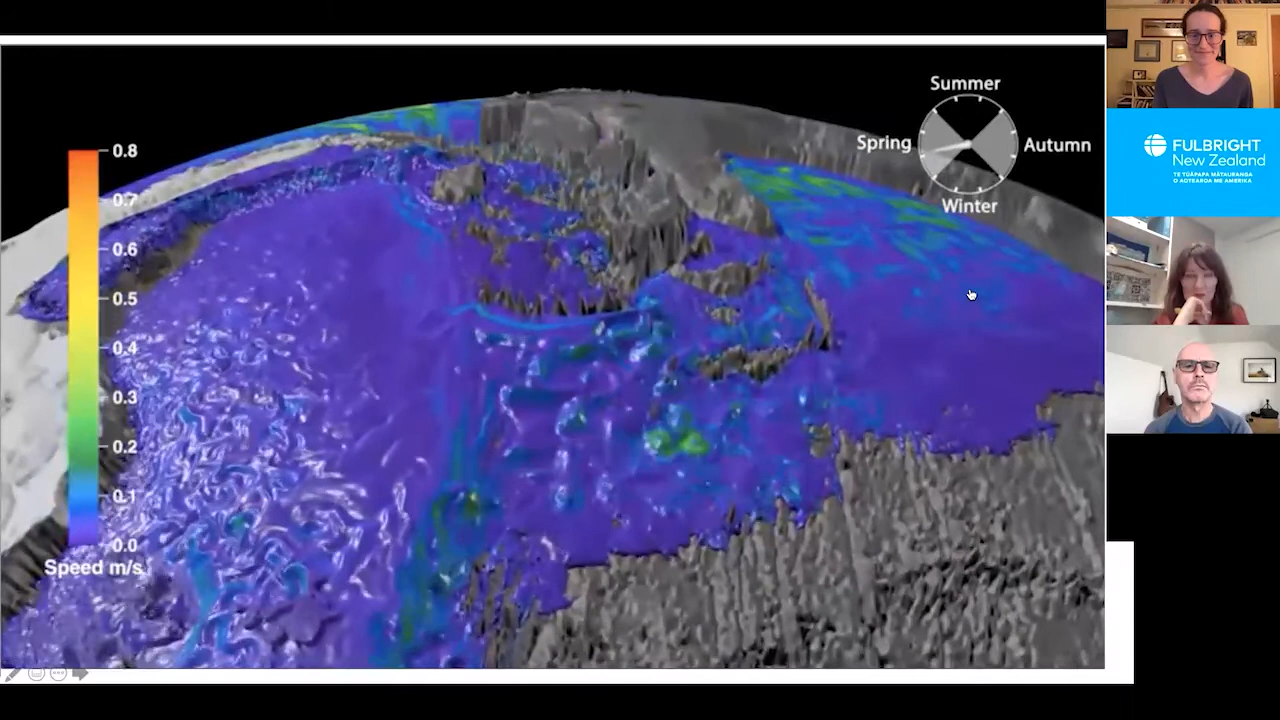 0.8
0.7
0.6
0.5
0.4
0.3
0.2
0.1
0.0
Speed m/s
Summer
Spring
Autumn
Winter
FULBRIGHT
New Zealand
TE TŪĀPAPA MĀTAURANGA
O AOTEAROA ME AMERIKA